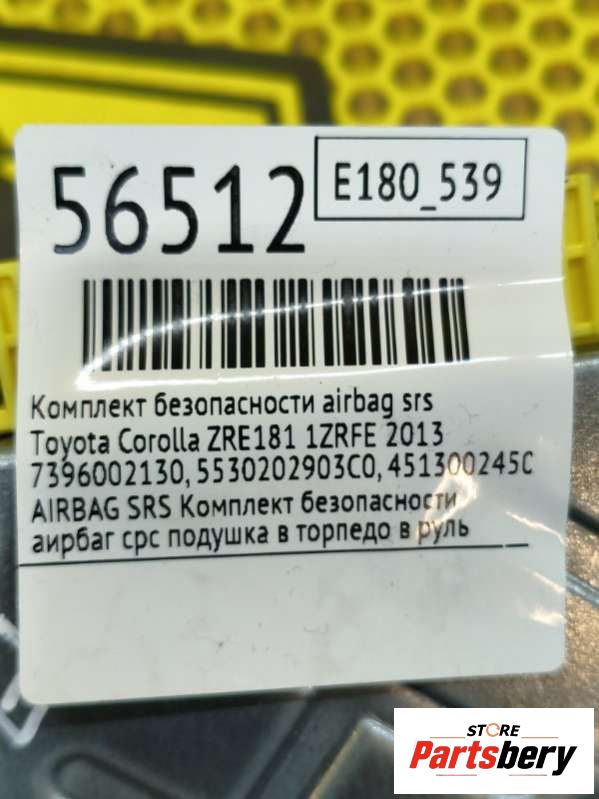 56512
E180_539
Комплект безопасности airbag srs
Toyota Corolla ZRE181 1ZRFE 2013
7396002130, 5530202903C0, 451300245C
AIRBAG SRS Комплект безопасности
аирбаг срс подушка в торпедо в руль
STORE
Partsbery